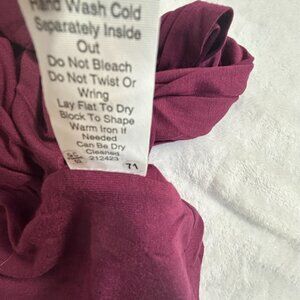 Hand Wash Cold
Separately Inside
Out
Do Not Bleach
Do Not Twist Or
Wring
Lay Flat To Dry
Block To Shape
Warm Iron If
Needed
Can Be Dry
Cleaned
212423
71